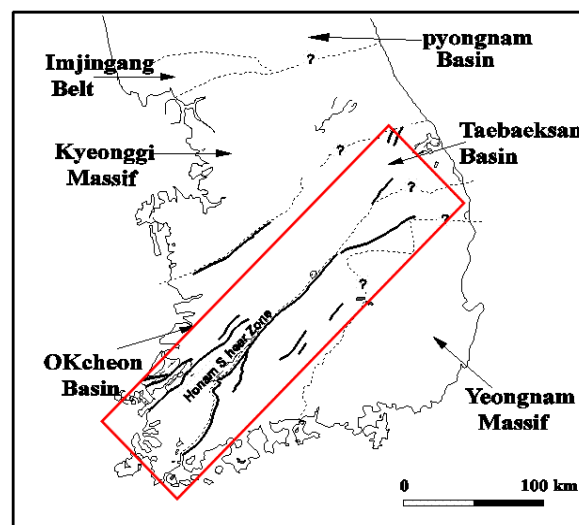 pyongnam
Basin
Imjingang
Belt
?
Taebaeksan
Basin
Kyeonggi
Massif
?
?
?
?
Honam Shear Zone
OKcheon
Basin
Yeongnam
Massif
0 100 km